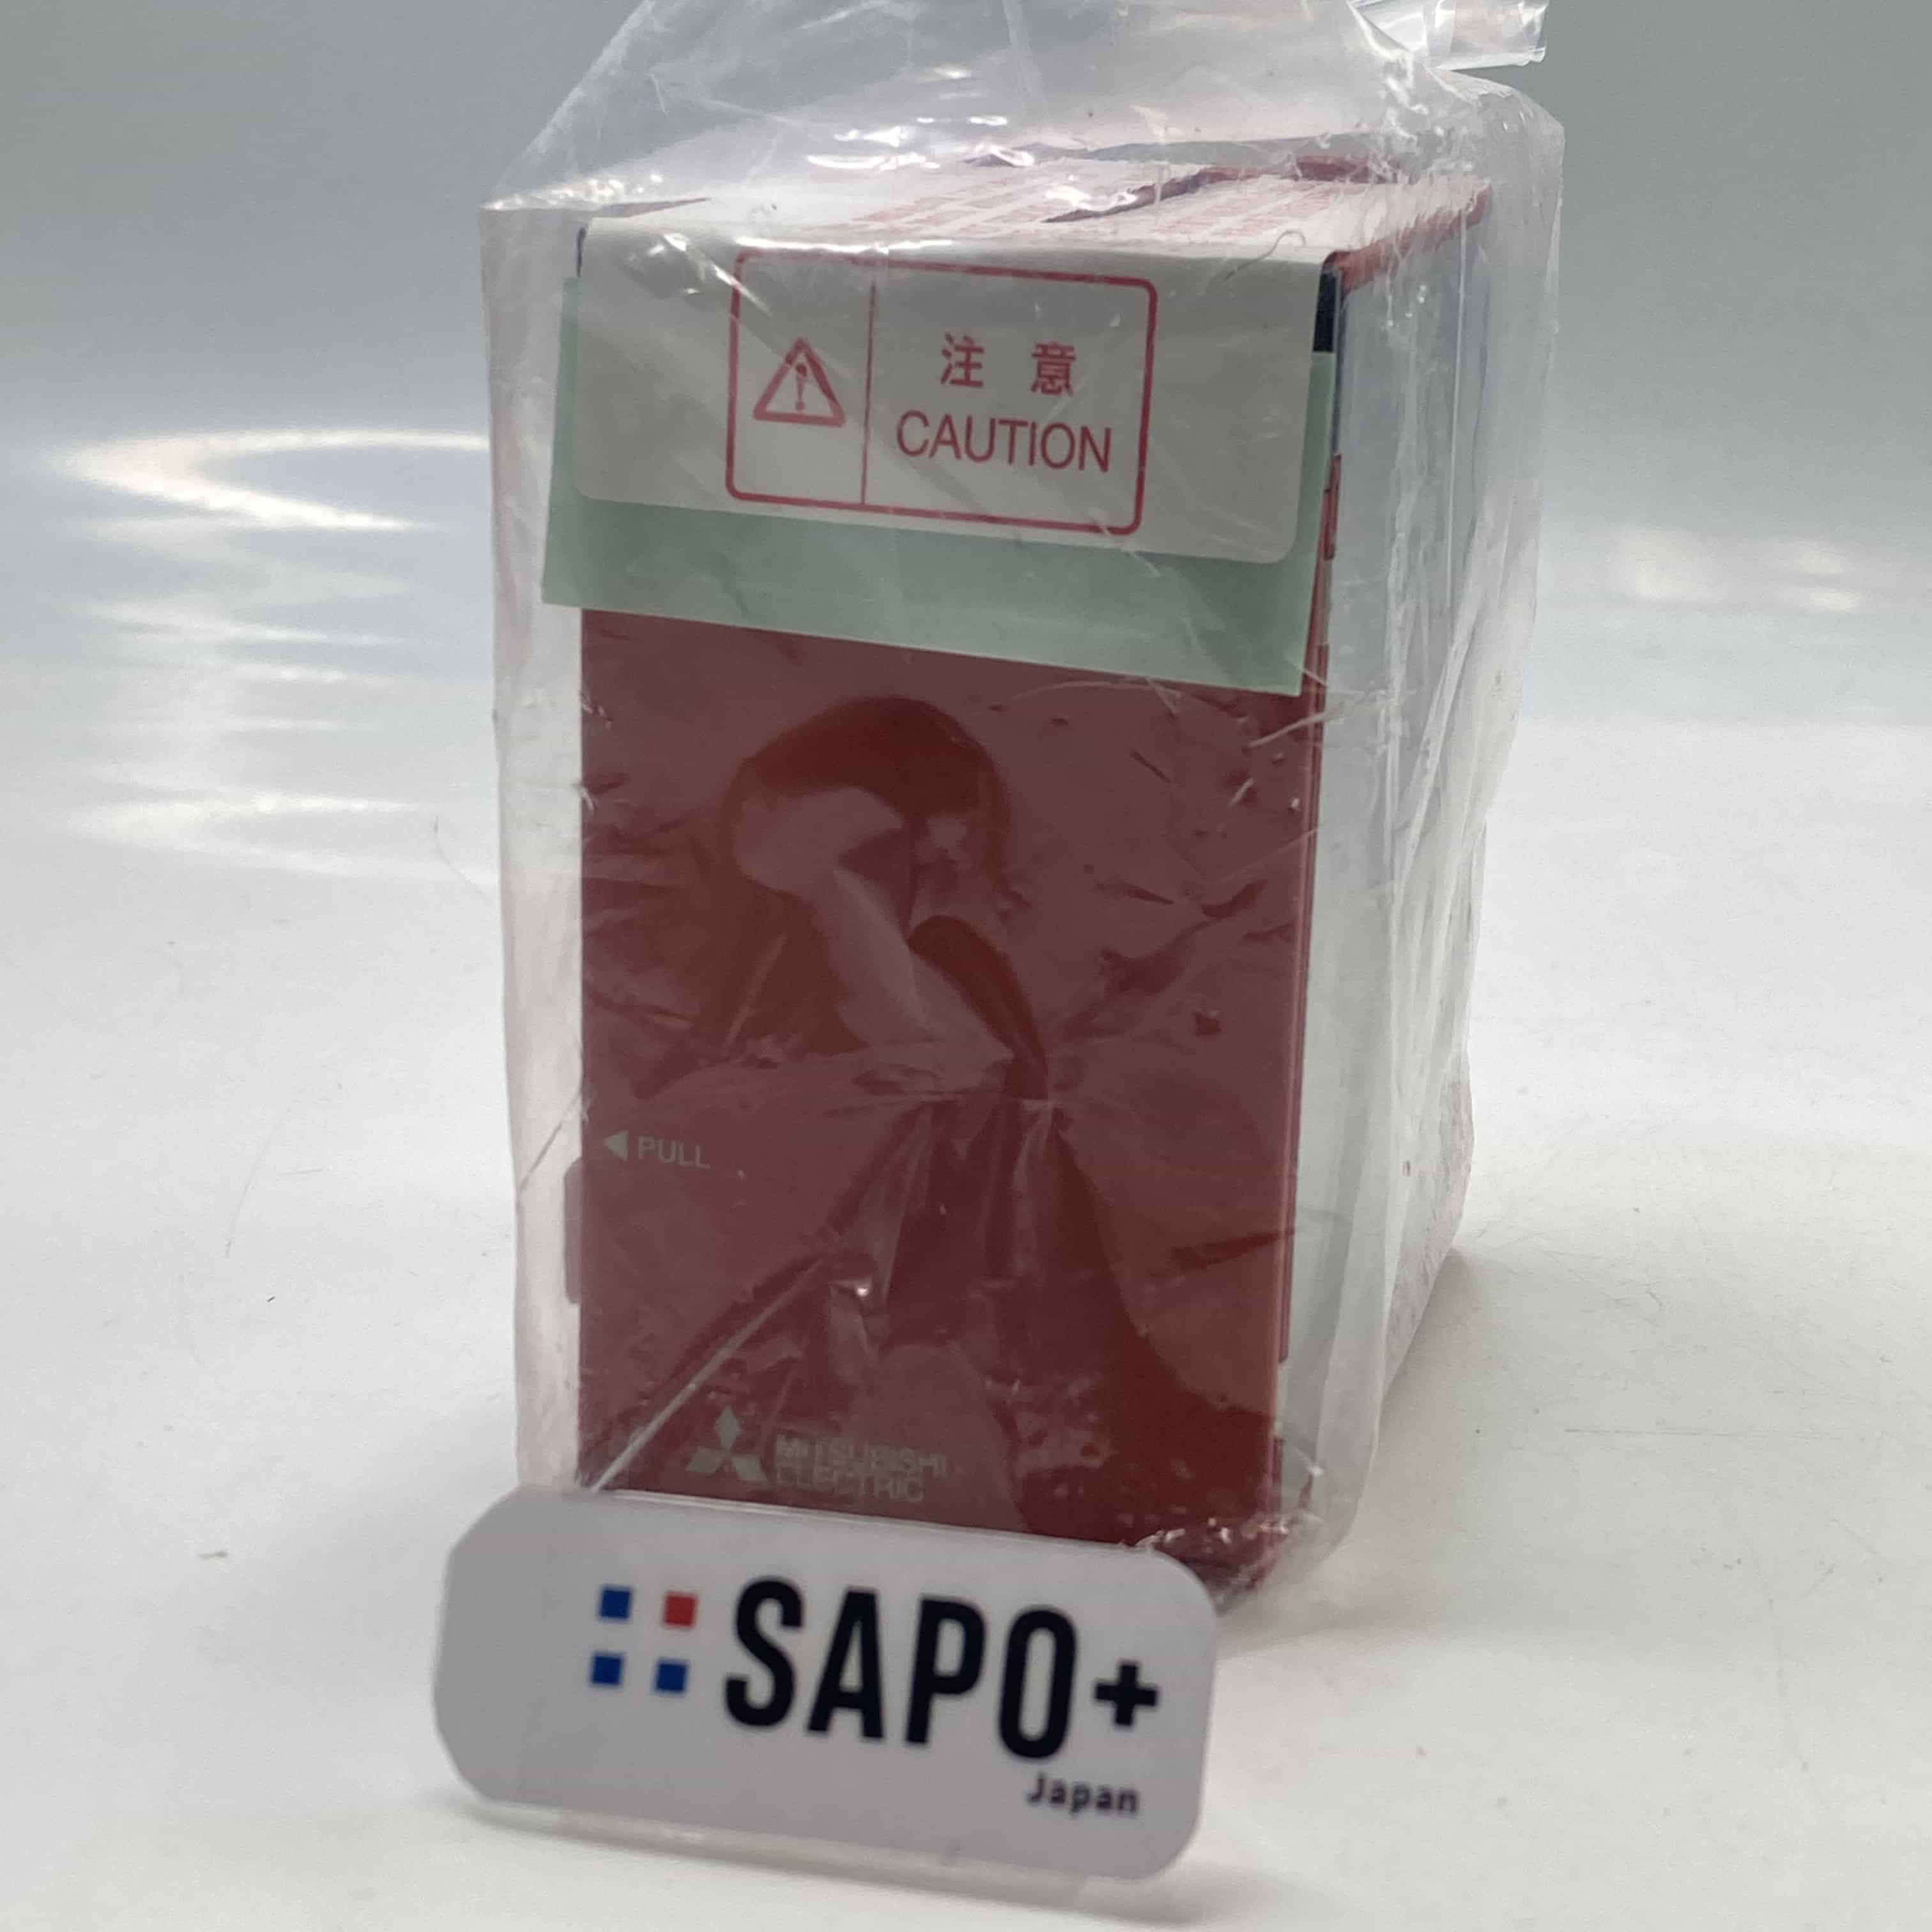 注意
CAUTION
◀ PULL
MITSUBISHI
ELECTRIC
SAPO+
Japan